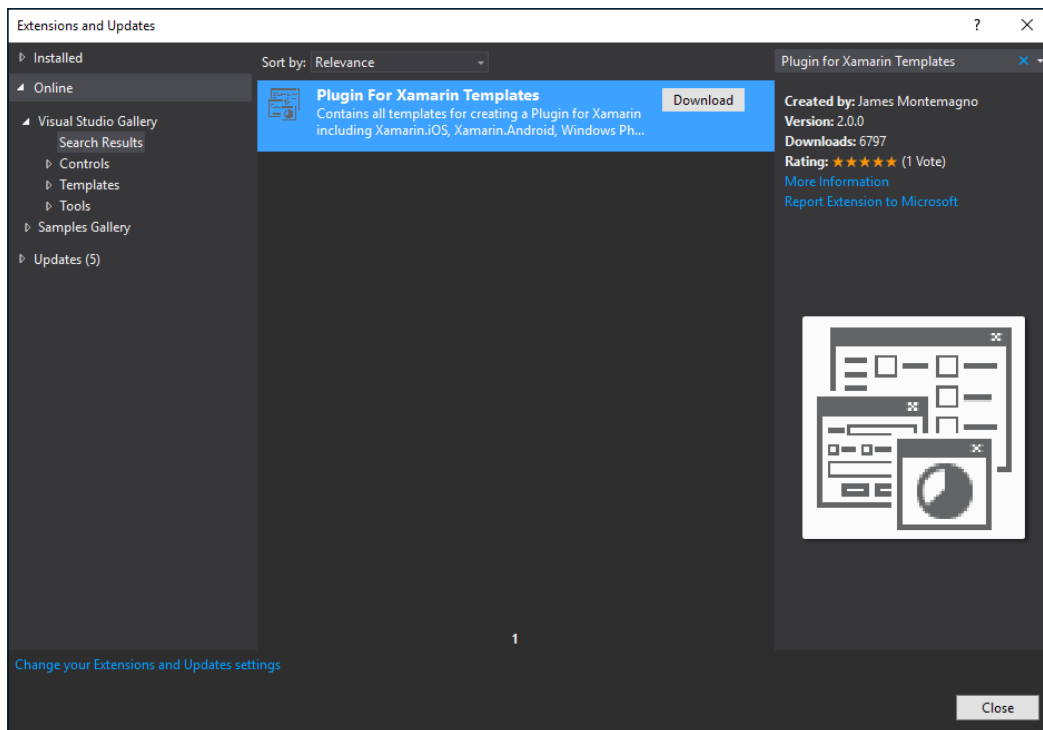 Extensions and Updates
?
Installed
Online
Visual Studio Gallery
Search Results
Controls
Templates
Tools
Samples Gallery
Updates (5)
Sort by: Relevance
Plugin For Xamarin Templates
Download
Contains all templates for creating a Plugin for Xamarin
including Xamarin.iOS, Xamarin.Android, Windows Ph...
1
Plugin for Xamarin Templates
Created by: James Montemagno
Version: 2.0.0
Downloads: 6797
Rating: ★★★★★ (1 Vote)
More Information
Report Extension to Microsoft
Change your Extensions and Updates settings
Close